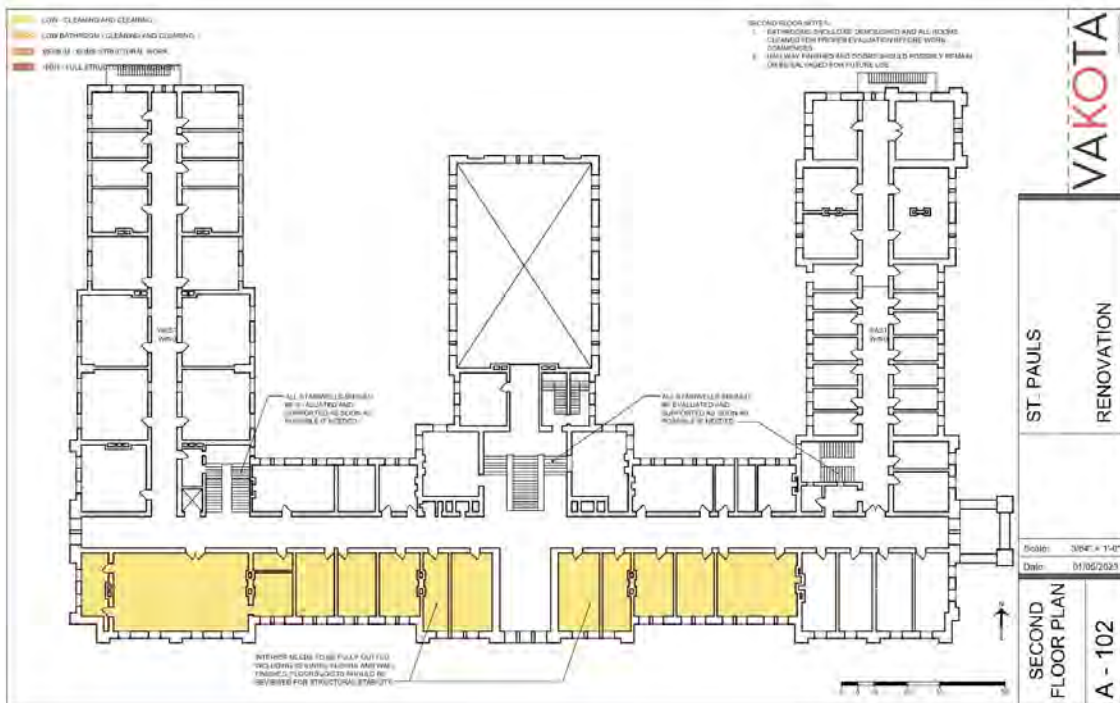 LOW - CLEANING AND CLEARING
LOW BATHROOM - CLEANING AND CLEARING
STRUCTURAL WORK
FULL
SECOND FLOOR NOTES:
1. BATHROOMS SHOULD BE DEMOLISHED AND ALL ROOMS
CLEANED FOR PROPER EVALUATION BEFORE WORK
COMMENCES
2. HALLWAY FINISHES AND DOORS SHOULD POSSIBLY REMAIN
OR BE SALVAGED FOR FUTURE USE
VAKOTA
WEST
WING
EAST
WING
ALL STAIRWELLS SHOULD
BE EVALUATED AND
SUPPORTED AS SOON AS
POSSIBLE IF NEEDED
ALL STAIRWELLS SHOULD
BE EVALUATED AND
SUPPORTED AS SOON AS
POSSIBLE IF NEEDED
INTERIOR NEEDS TO BE FULLY GUTTED
INCLUDING CEILING, FLOORS AND WALL
FINISHES. FLOOR JOISTS SHOULD BE
REVIEWED FOR STRUCTURAL STABILITY
ST. PAULS
RENOVATION
Scale: 3/64" = 1'-0"
Date:
SECOND
FLOOR PLAN
A - 102